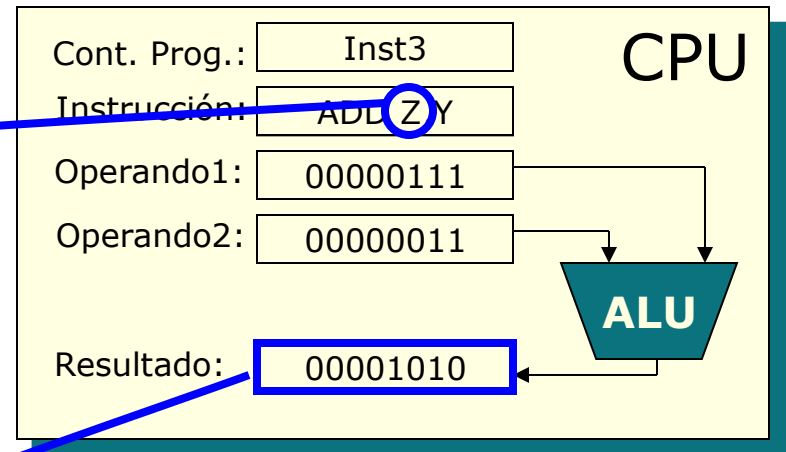 CPU
Cont. Prog.: Inst3
Instrucción: ADD Z Y
Operando1: 00000111
Operando2: 00000011
ALU
Resultado: 00001010